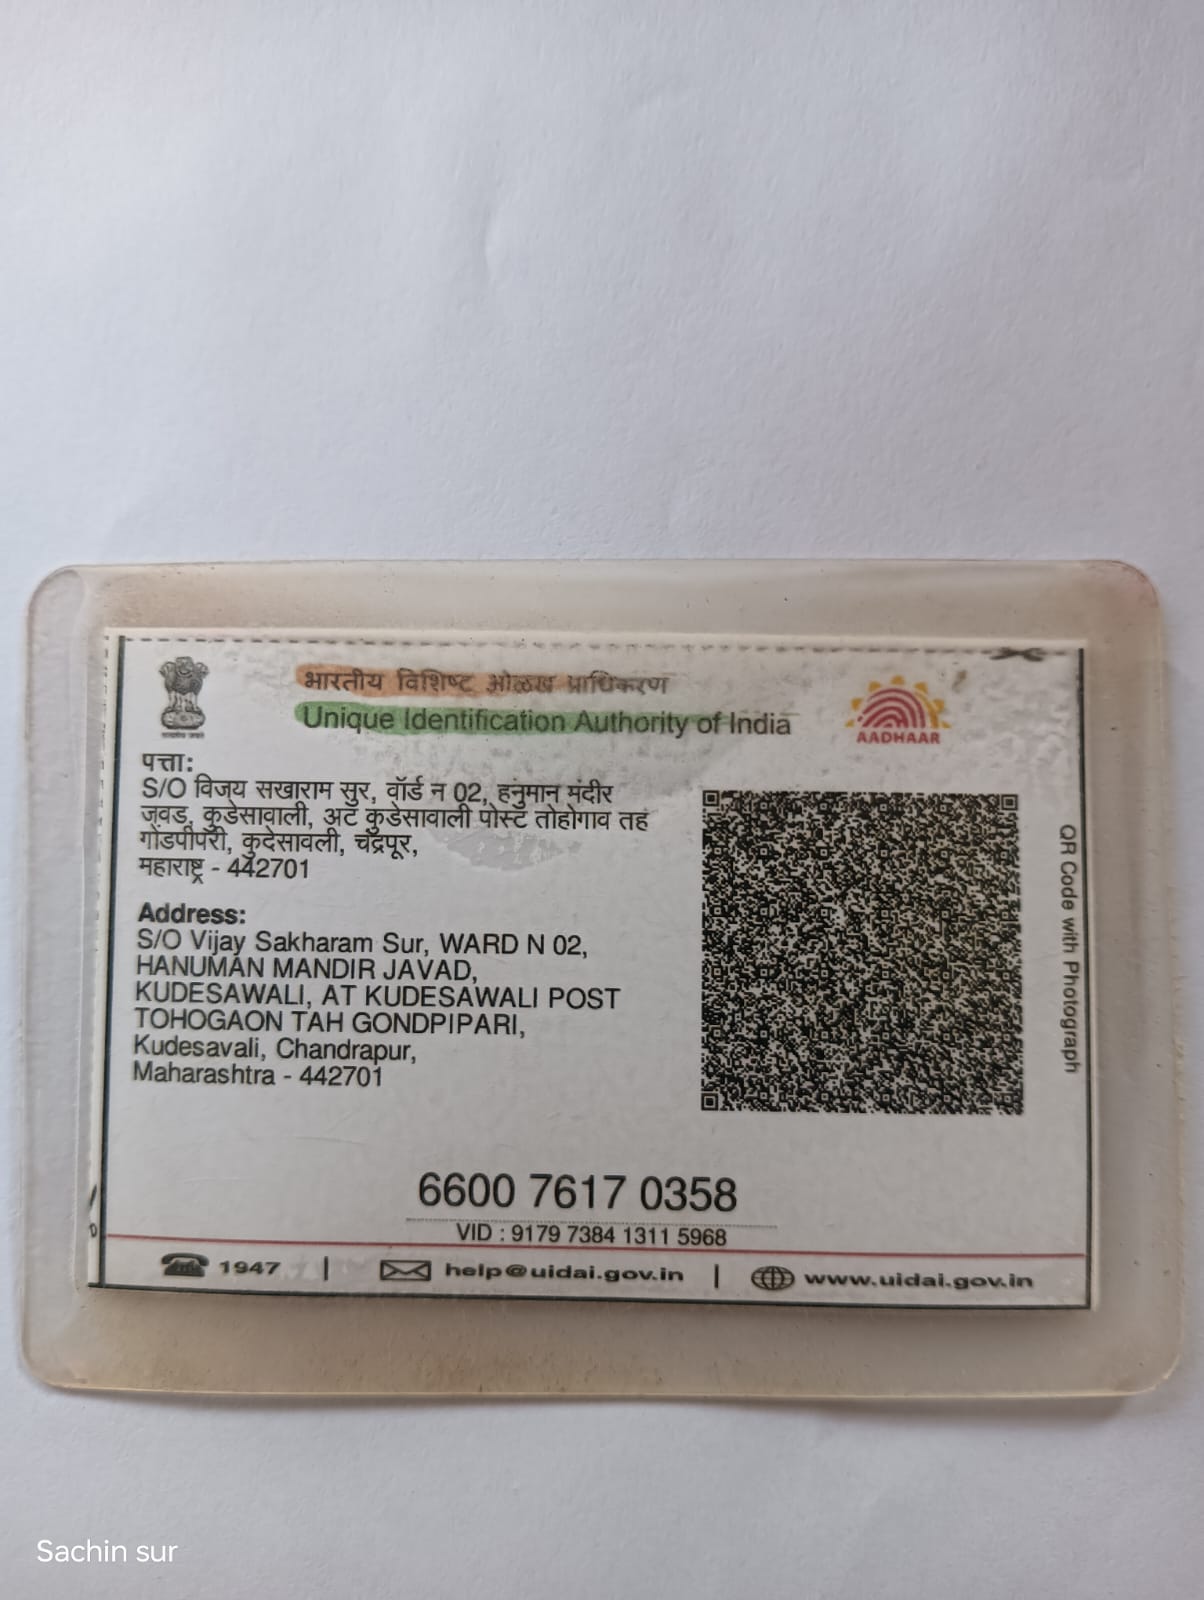 भारतीय विशिष्ट ओळख प्राधिकरण
Unique Identification Authority of India
AADHAAR
पत्ता:
S/O विजय सखाराम सुर, वॉर्ड न 02, हनुमान मंदीर
जवड, कुडेसावाली, अट कुडेसावाली पोस्ट तोहोगाव तह
गोंडपीपरी, कुदेसावली, चंद्रपूर,
महाराष्ट्र - 442701
Address:
S/O Vijay Sakharam Sur, WARD N 02,
HANUMAN MANDIR JAVAD,
KUDESAWALI, AT KUDESAWALI POST
TOHOGAON TAH GONDPIPARI,
Kudesavali, Chandrapur,
Maharashtra - 442701
QR Code with Photograph
6600 7617 0358
VID : 9179 7384 1311 5968
1947 | help@uidai.gov.in | www.uidai.gov.in
Sachin sur